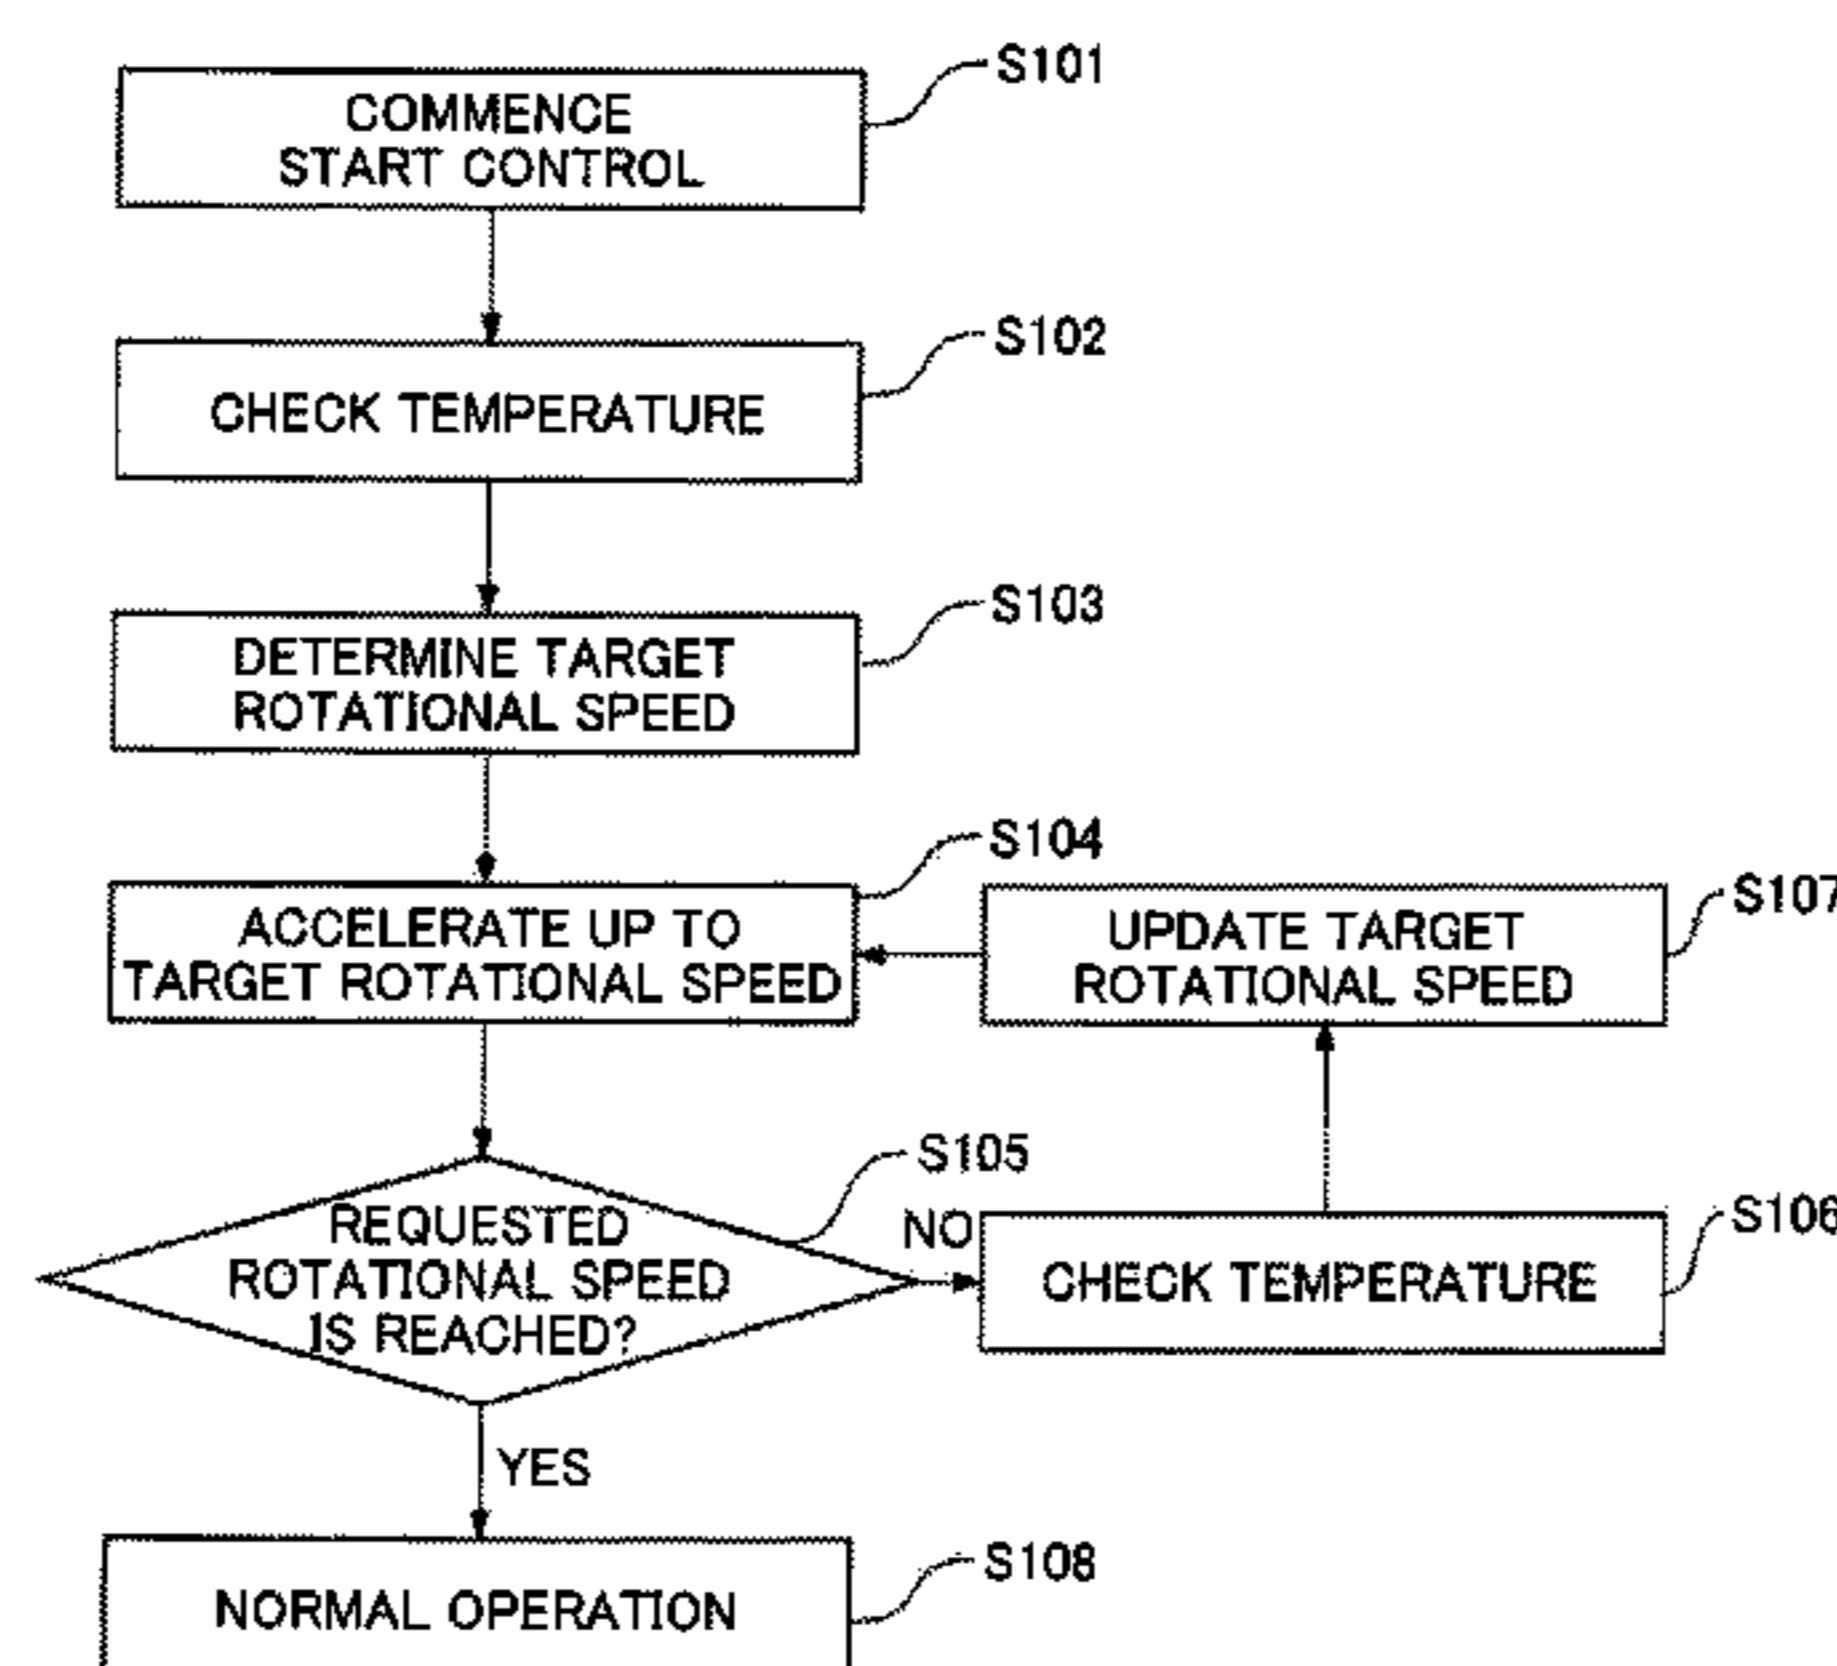 S101
COMMENCE
START CONTROL
S102
CHECK TEMPERATURE
S103
DETERMINE TARGET
ROTATIONAL SPEED
S104
ACCELERATE UP TO
TARGET ROTATIONAL SPEED
S107
UPDATE TARGET
ROTATIONAL SPEED
S105
REQUESTED
ROTATIONAL SPEED
IS REACHED?
NO
S106
CHECK TEMPERATURE
YES
S108
NORMAL OPERATION